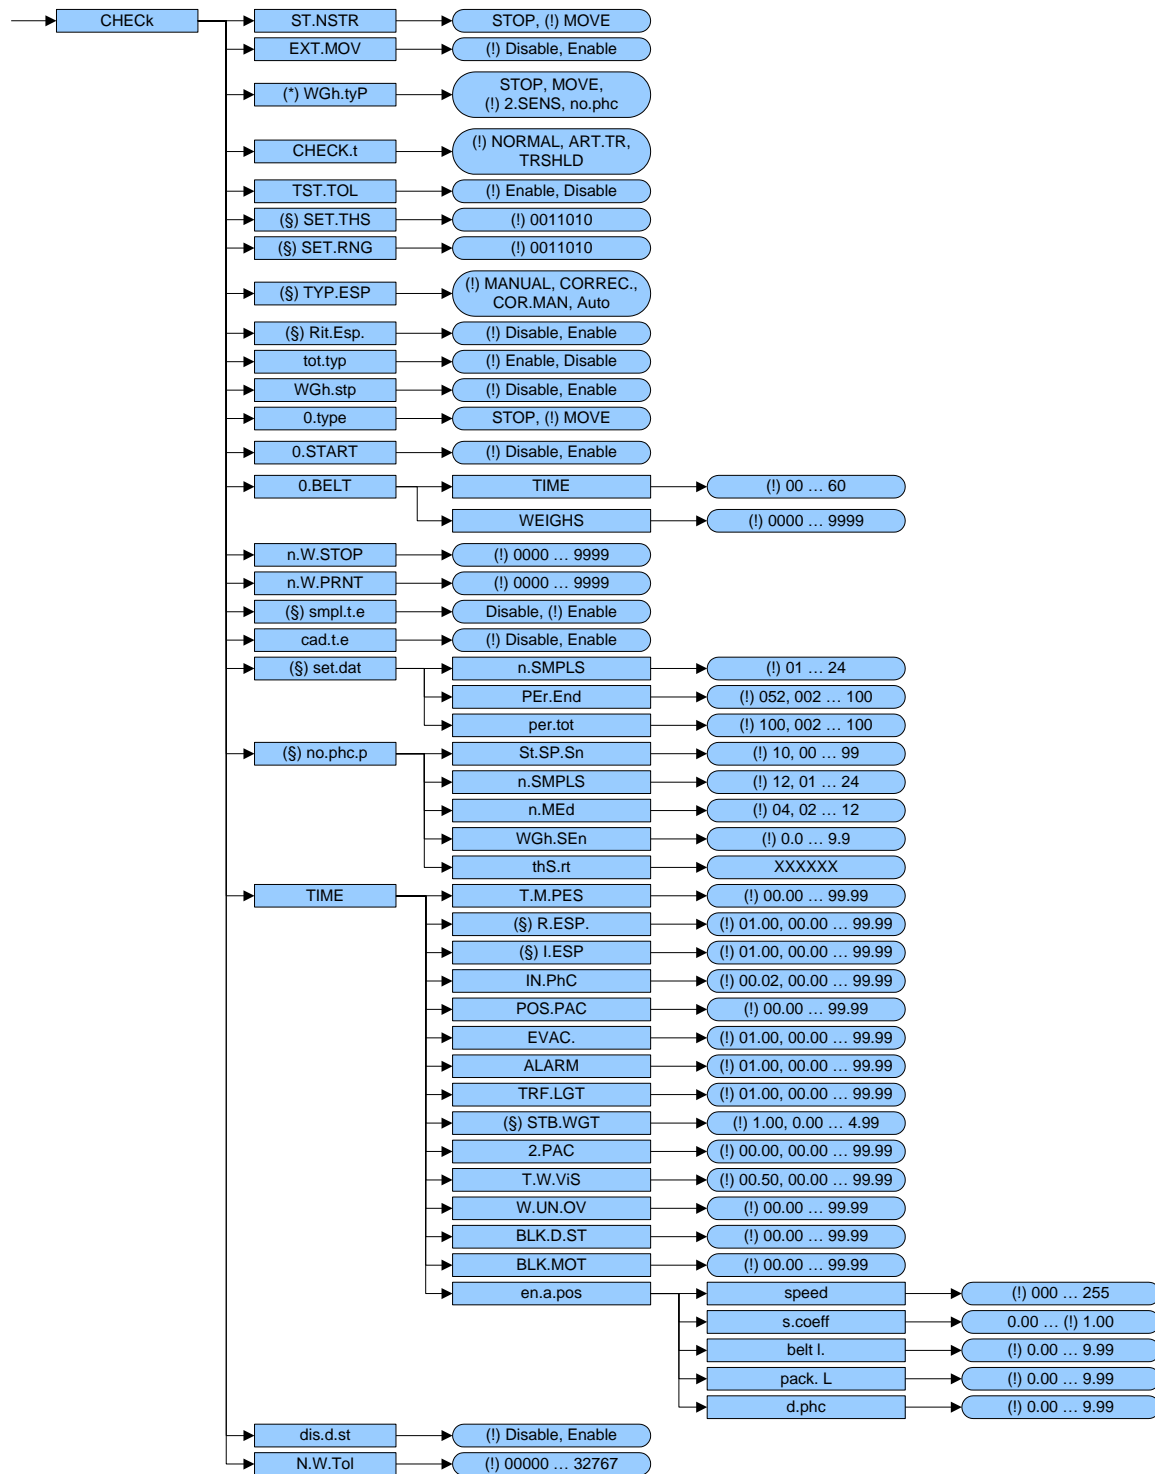 CHECk
ST.NSTR
STOP, (!) MOVE
EXT.MOV
(!) Disable, Enable
(*) WGh.tyP
STOP, MOVE,
(!) 2.SENS, no.phc
CHECK.t
(!) NORMAL, ART.TR,
TRSHLD
TST.TOL
(!) Enable, Disable
(§) SET.THS
(!) 0011010
(§) SET.RNG
(!) 0011010
(§) TYP.ESP
(!) MANUAL, CORREC.,
COR.MAN, Auto
(§) Rit.Esp.
(!) Disable, Enable
tot.typ
(!) Enable, Disable
WGh.stp
(!) Disable, Enable
0.type
STOP, (!) MOVE
0.START
(!) Disable, Enable
0.BELT
TIME
(!) 00 … 60
WEIGHS
(!) 0000 … 9999
n.W.STOP
(!) 0000 … 9999
n.W.PRNT
(!) 0000 … 9999
(§) smpl.t.e
Disable, (!) Enable
cad.t.e
(!) Disable, Enable
(§) set.dat
n.SMPLS
(!) 01 … 24
PEr.End
(!) 052, 002 … 100
per.tot
(!) 100, 002 … 100
(§) no.phc.p
St.SP.Sn
(!) 10, 00 … 99
n.SMPLS
(!) 12, 01 … 24
n.MEd
(!) 04, 02 … 12
WGh.SEn
(!) 0.0 … 9.9
thS.rt
XXXXXX
TIME
T.M.PES
(!) 00.00 … 99.99
(§) R.ESP.
(!) 01.00, 00.00 … 99.99
(§) I.ESP
(!) 01.00, 00.00 … 99.99
IN.PhC
(!) 00.02, 00.00 … 99.99
POS.PAC
(!) 00.00 … 99.99
EVAC.
(!) 01.00, 00.00 … 99.99
ALARM
(!) 01.00, 00.00 … 99.99
TRF.LGT
(!) 01.00, 00.00 … 99.99
(§) STB.WGT
(!) 1.00, 0.00 … 4.99
2.PAC
(!) 00.00, 00.00 … 99.99
T.W.ViS
(!) 00.50, 00.00 … 99.99
W.UN.OV
(!) 00.00 … 99.99
BLK.D.ST
(!) 00.00 … 99.99
BLK.MOT
(!) 00.00 … 99.99
en.a.pos
speed
(!) 000 … 255
s.coeff
0.00 … (!) 1.00
belt l.
(!) 0.00 … 9.99
pack. L
(!) 0.00 … 9.99
d.phc
(!) 0.00 … 9.99
dis.d.st
(!) Disable, Enable
N.W.Tol
(!) 00000 … 32767